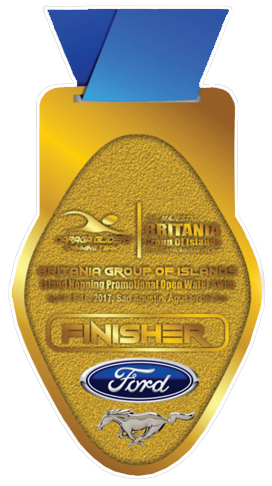 MAJESTIC
BRITANIA
Group Of Islands
BRITANIA GROUP OF ISLANDS
Island Hopping Promotional Open Water Swim
2017, San Agustin,
FINISHER
Ford